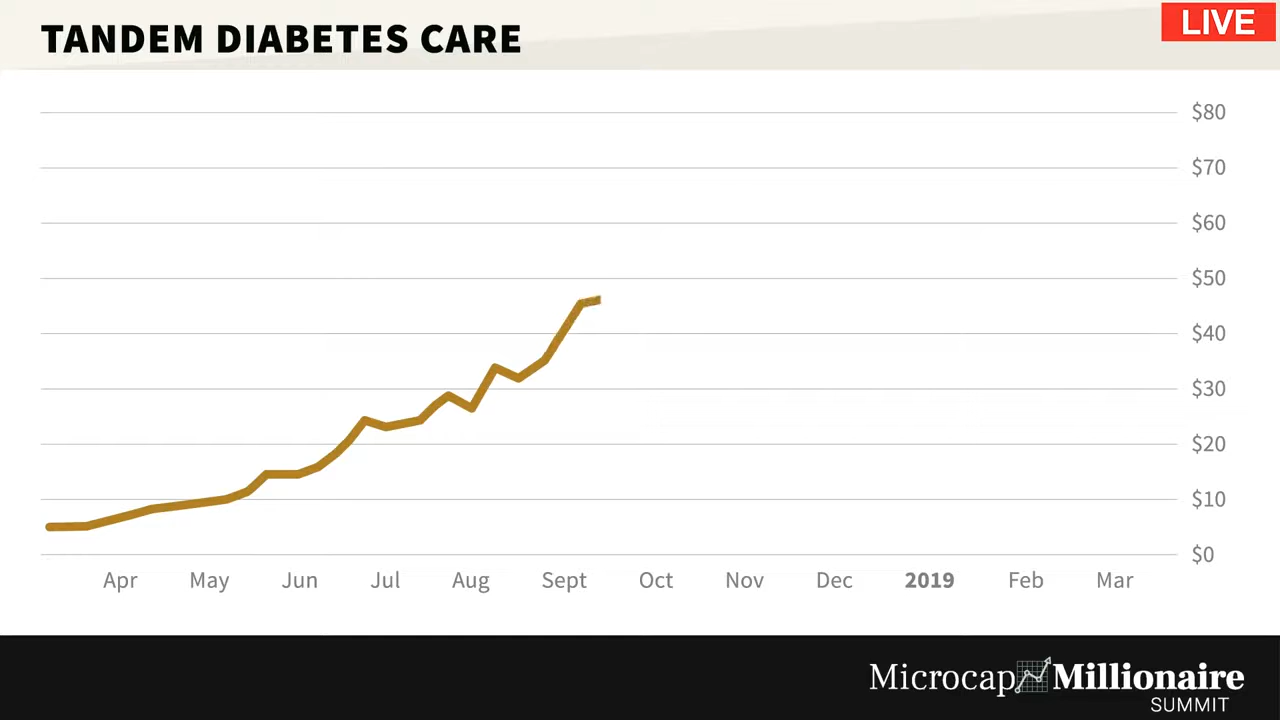 TANDEM DIABETES CARE
LIVE
$80
$70
$60
$50
$40
$30
$20
$10
$0
Apr May Jun Jul Aug Sept Oct Nov Dec 2019 Feb Mar
Microcap Millionaire
SUMMIT